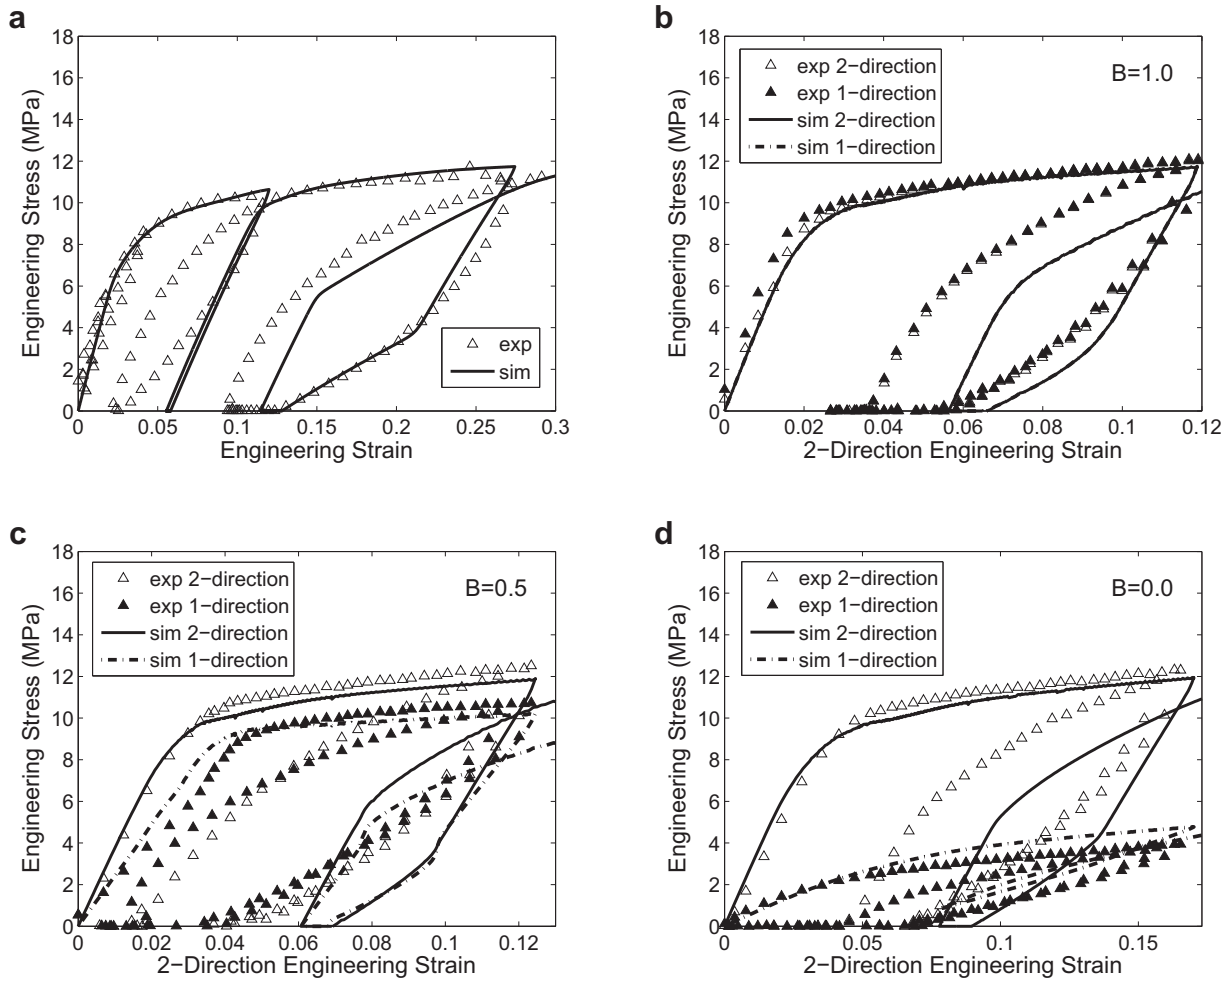 a
18
16
14
12
10
8
6
4
2
0
Engineering Stress (MPa)
exp
sim
0 0.05 0.1 0.15 0.2 0.25 0.3
Engineering Strain
b
18
16
14
12
10
8
6
4
2
0
Engineering Stress (MPa)
exp 2−direction
exp 1−direction
sim 2−direction
sim 1−direction
B=1.0
0 0.02 0.04 0.06 0.08 0.1 0.12
2−Direction Engineering Strain
c
18
16
14
12
10
8
6
4
2
0
Engineering Stress (MPa)
exp 2−direction
exp 1−direction
sim 2−direction
sim 1−direction
B=0.5
0 0.02 0.04 0.06 0.08 0.1 0.12
2−Direction Engineering Strain
d
18
16
14
12
10
8
6
4
2
0
Engineering Stress (MPa)
exp 2−direction
exp 1−direction
sim 2−direction
sim 1−direction
B=0.0
0 0.05 0.1 0.15
2−Direction Engineering Strain